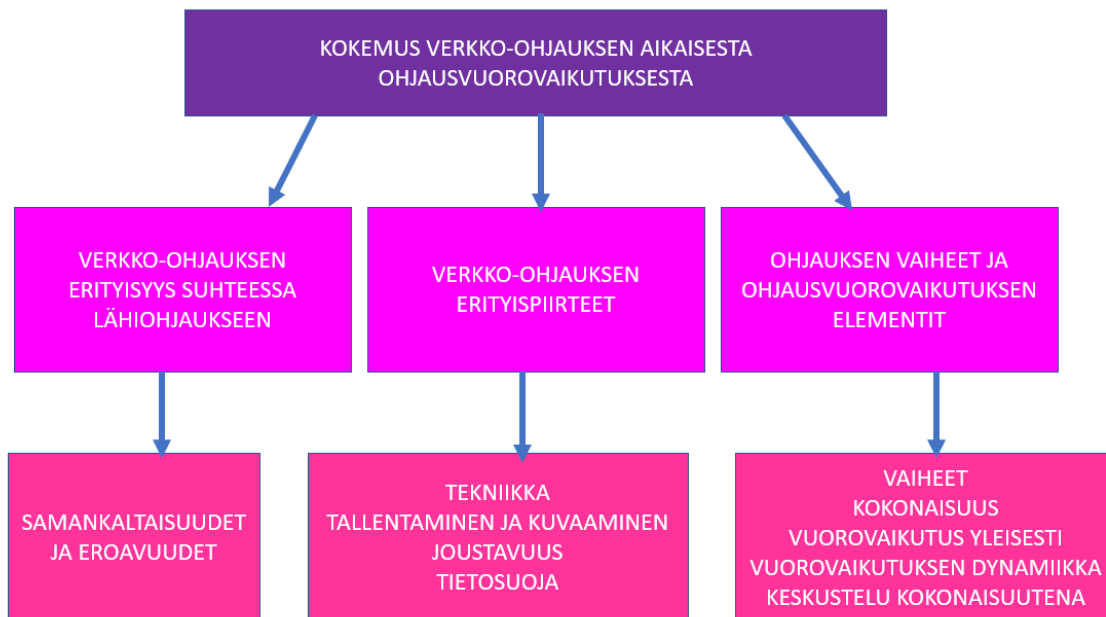 KOKEMUS VERKKO-OHJAUKSEN AIKAISESTA
OHJAUSVUOROVAIKUTUKSESTA
VERKKO-OHJAUKSEN
ERITYISYYS SUHTEESSA
LÄHIOHJAUKSEEN
VERKKO-OHJAUKSEN
ERITYISPIIRTEET
OHJAUKSEN VAIHEET JA
OHJAUSVUOROVAIKUTUKSEN
ELEMENTIT
SAMANKALTAISUUDET
JA EROAVUUDET
TEKNIIKKA
TALLENTAMINEN JA KUVAAMINEN
JOUSTAVUUS
TIETOSUOJA
VAIHEET
KOKONAISUUS
VUOROVAIKUTUS YLEISESTI
VUOROVAIKUTUKSEN DYNAMIIKKA
KESKUSTELU KOKONAISUUTENA